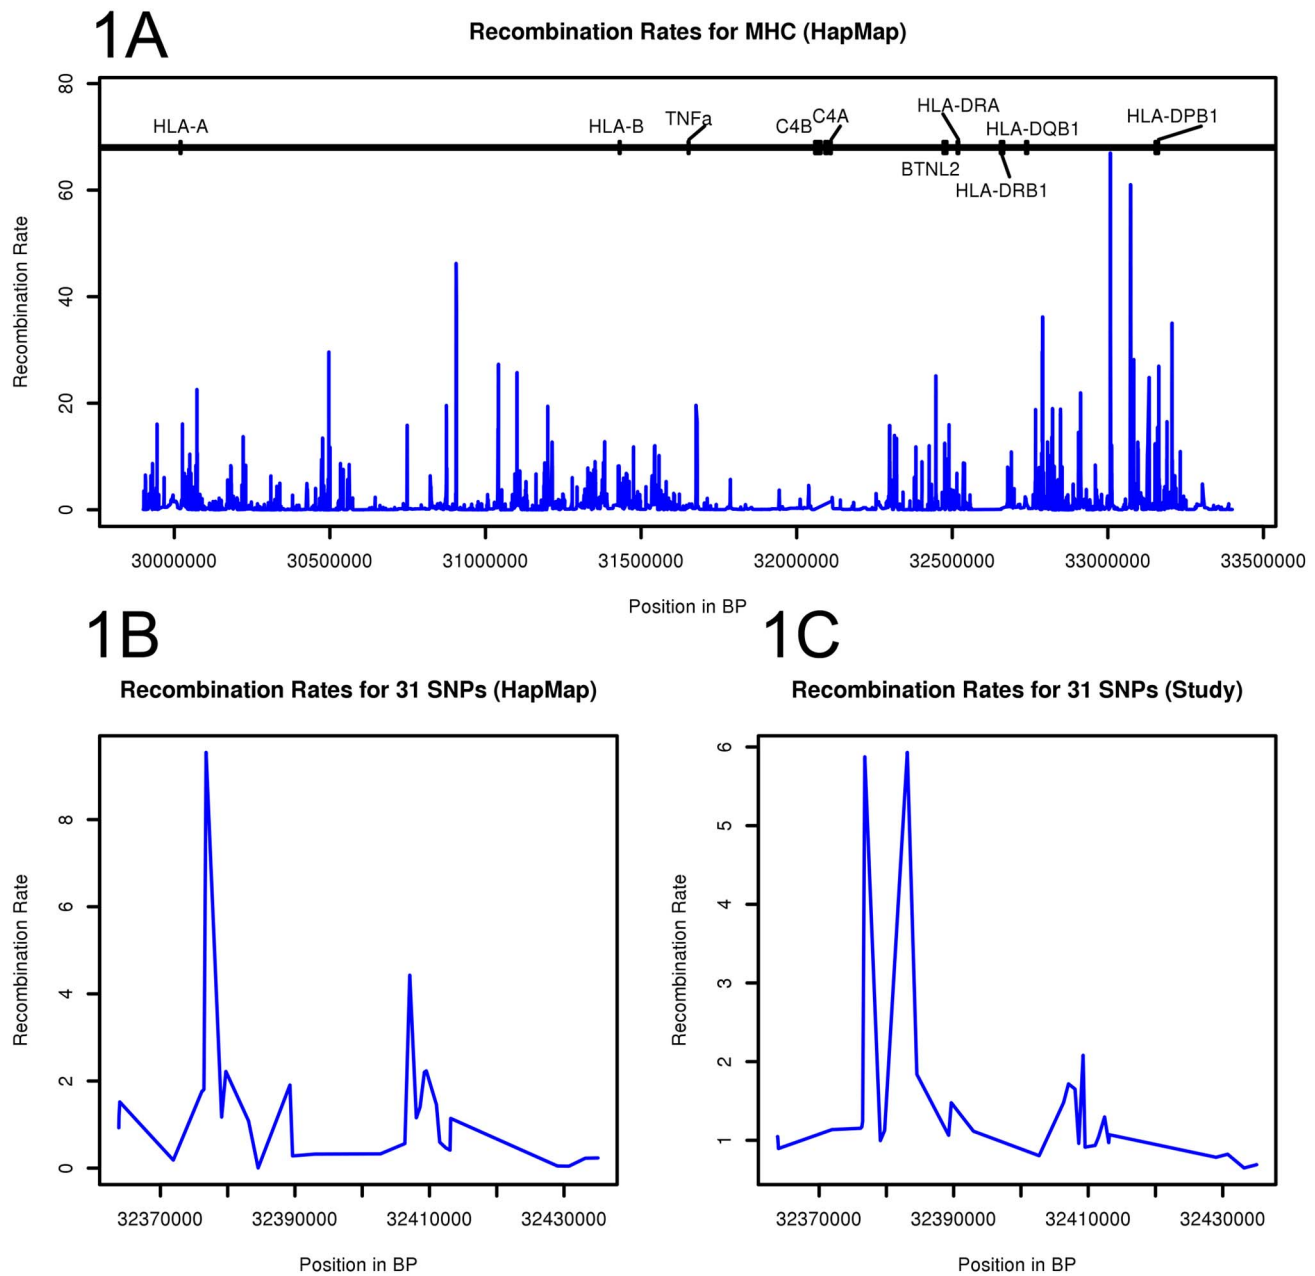 1A
Recombination Rates for MHC (HapMap)
80
60
40
20
0
Recombination Rate
HLA-A
HLA-B
TNFa
C4B
C4A
HLA-DRA
HLA-DQB1
HLA-DPB1
BTNL2
HLA-DRB1
30000000 30500000 31000000 31500000 32000000 32500000 33000000 33500000
Position in BP
1B
Recombination Rates for 31 SNPs (HapMap)
8
6
4
2
0
Recombination Rate
32370000 32390000 32410000 32430000
Position in BP
1C
Recombination Rates for 31 SNPs (Study)
6
5
4
3
2
1
Recombination Rate
32370000 32390000 32410000 32430000
Position in BP